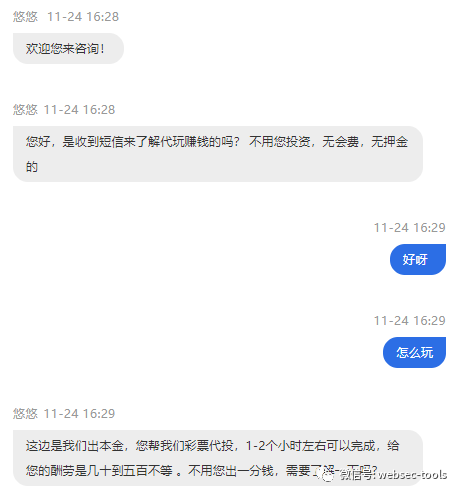 悠悠 11-24 16:28
欢迎您来咨询！
悠悠 11-24 16:28
您好，是收到短信来了解代玩赚钱的吗？ 不用您投资，无会费，无押金
的
11-24 16:29
好呀
11-24 16:29
怎么玩
悠悠 11-24 16:29
这边是我们出本金，您帮我们彩票代投，1-2个小时左右可以完成，给
您的酬劳是几十到五百不等 。不用您出一分钱，需要了解一下吗？
微信号: websec-tools